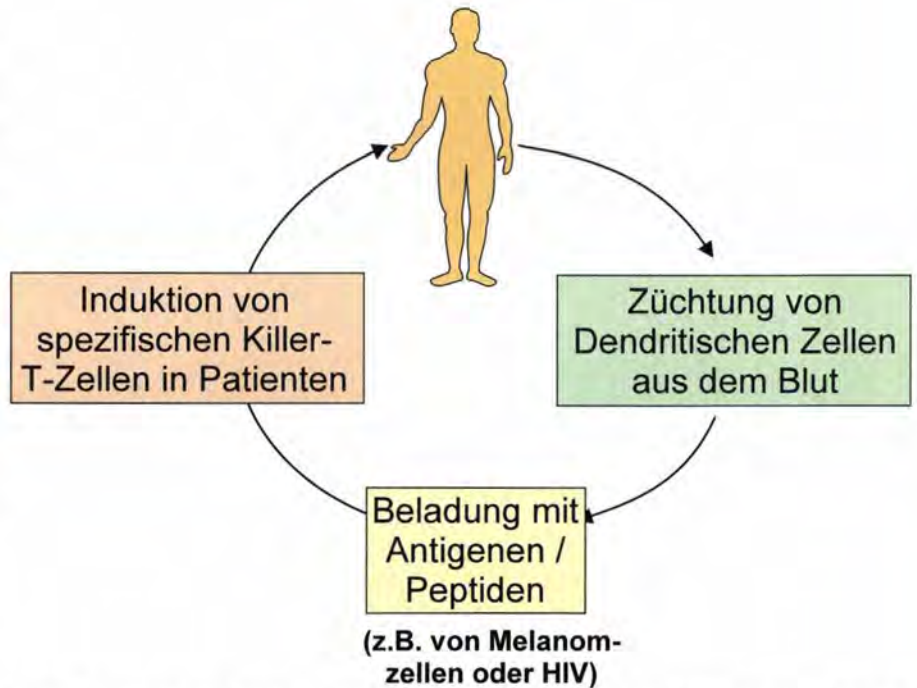 Induktion von
spezifischen Killer-
T-Zellen in Patienten
Züchtung von
Dendritischen Zellen
aus dem Blut
Beladung mit
Antigenen /
Peptiden
(z.B. von Melanom-
zellen oder HIV)